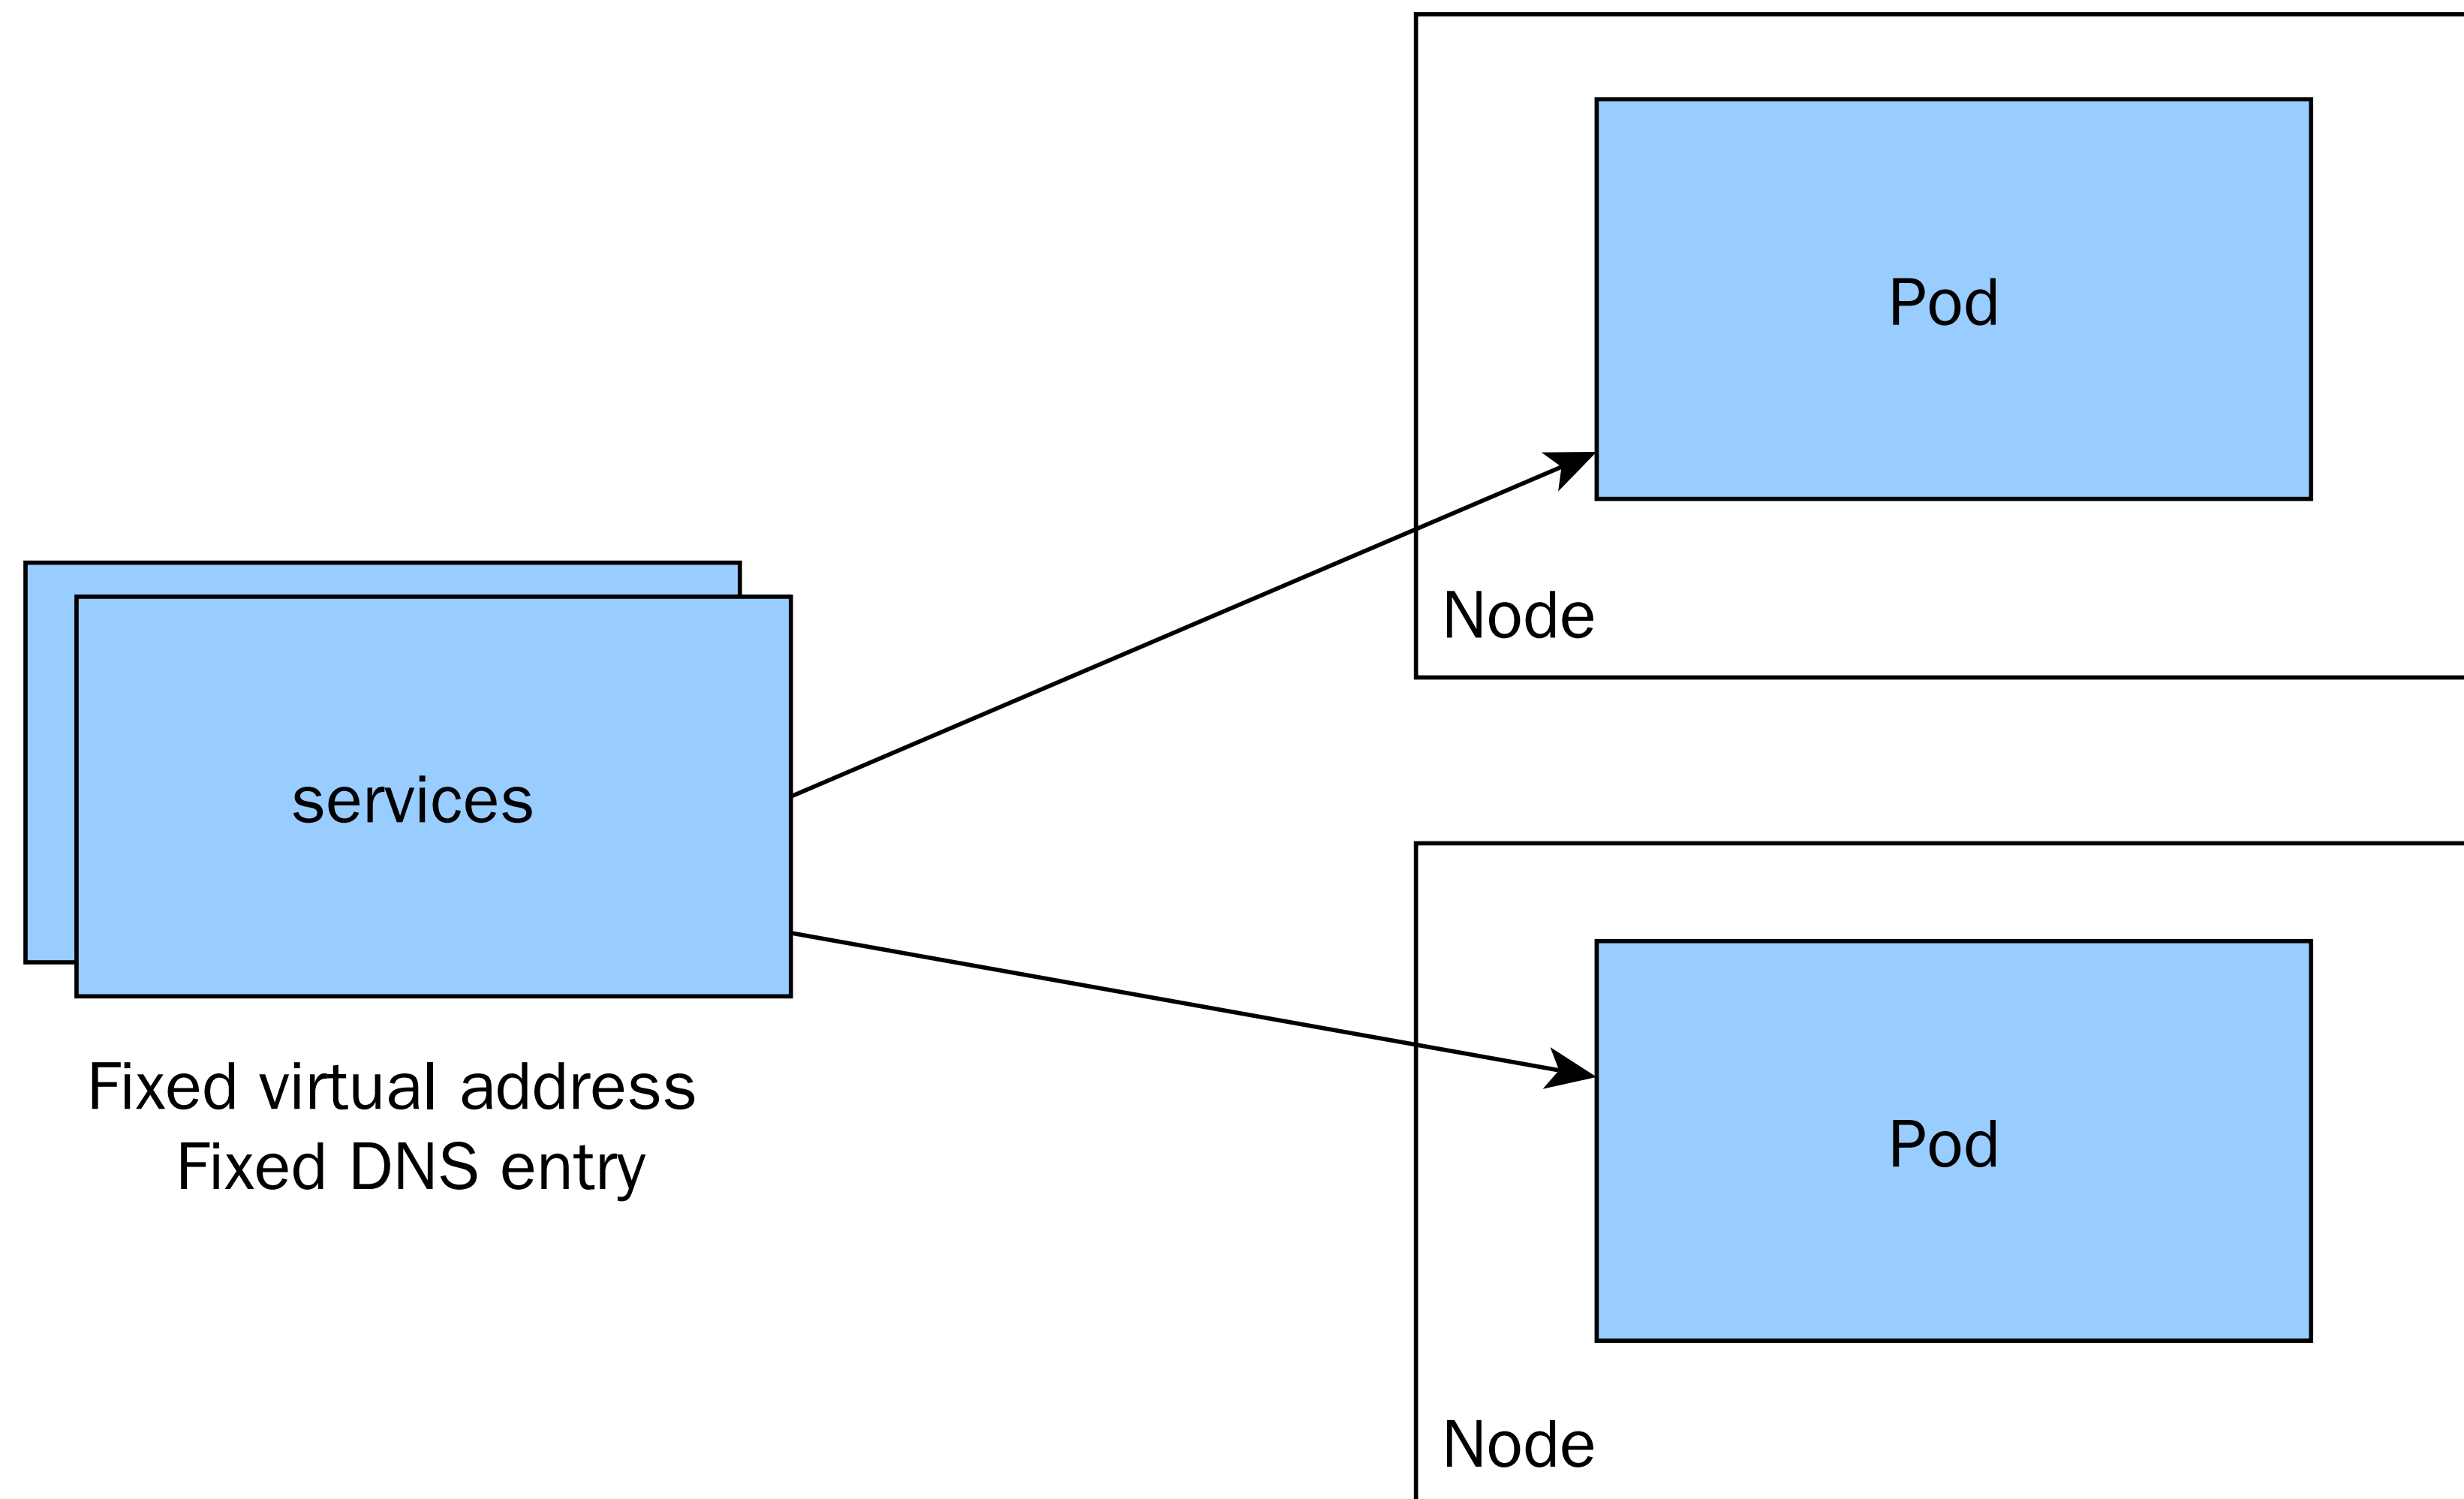 Pod
Node
services
Fixed virtual address
Fixed DNS entry
Pod
Node